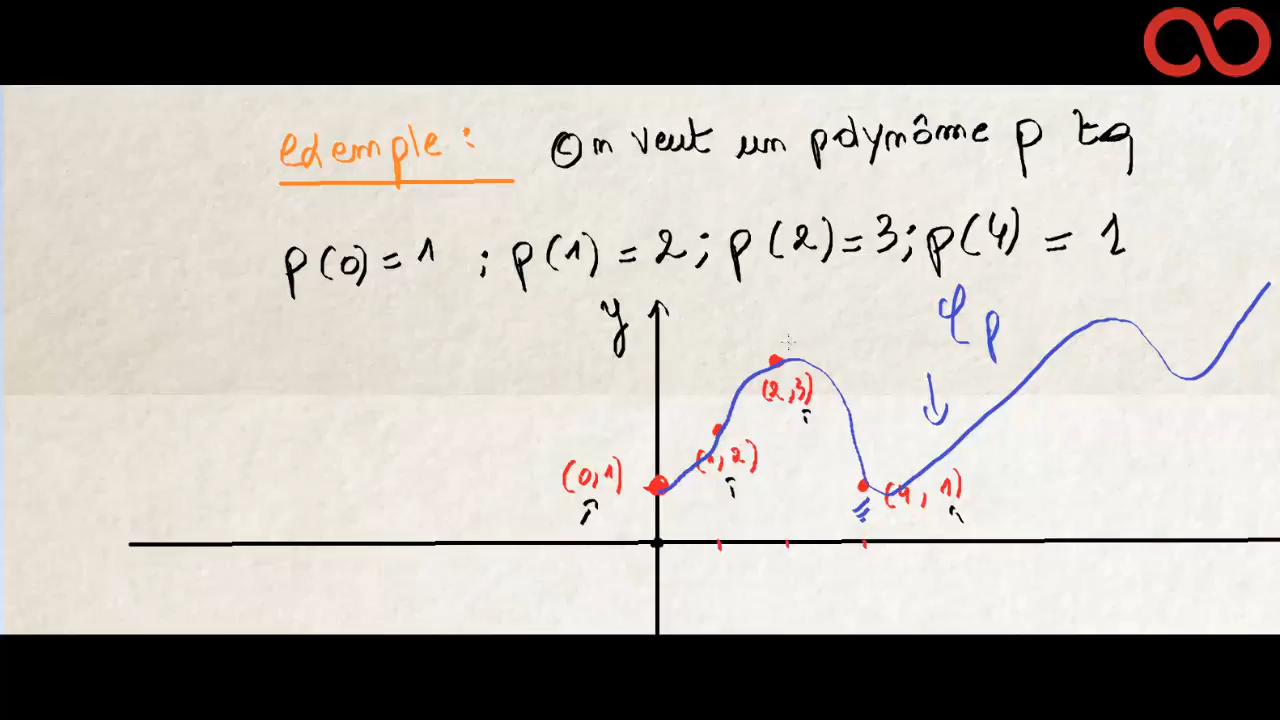 exemple : On veut un polynôme p tq
p(0) = 1 ; p(1) = 2 ; p(2) = 3 ; p(4) = 1
y
φp
(2,3)
(1,2)
(0,1)
(4,1)